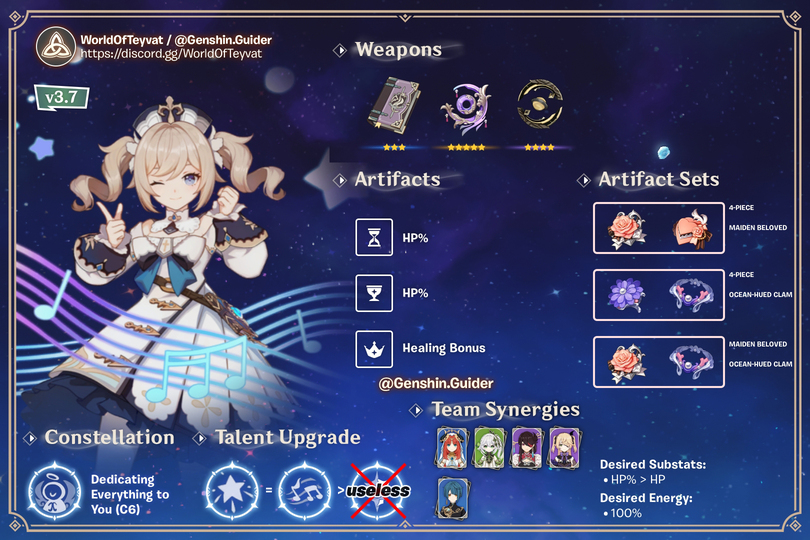 WorldOfTeyvat / @Genshin.Guider
https://discord.gg/WorldOfTeyvat
v3.7
Weapons
Artifacts
HP%
HP%
Healing Bonus
@Genshin.Guider
Artifact Sets
4-PIECE
MAIDEN BELOVED
4-PIECE
OCEAN-HUED CLAM
MAIDEN BELOVED
OCEAN-HUED CLAM
Constellation
Dedicating
Everything to
You (C6)
Talent Upgrade
= > useless
Team Synergies
Desired Substats:
• HP% > HP
Desired Energy:
• 100%